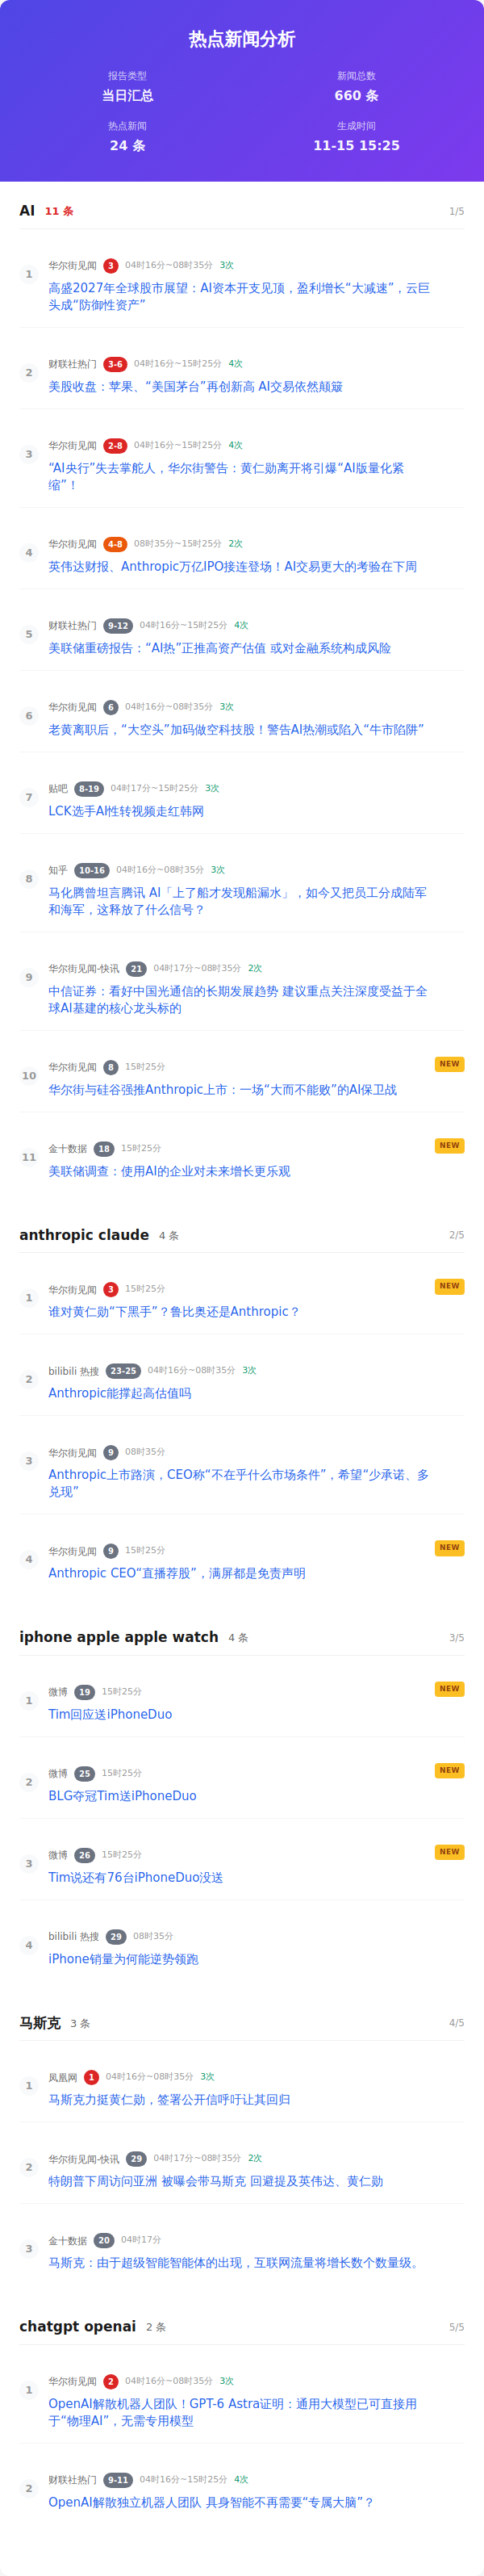 热点新闻分析
报告类型
当日汇总
新闻总数
660 条
热点新闻
24 条
生成时间
11-15 15:25
AI 11 条 1/5
1
华尔街见闻 3 04时16分~08时35分 3次
高盛2027年全球股市展望：AI资本开支见顶，盈利增长“大减速”，云巨
头成“防御性资产”
2
财联社热门 3-6 04时16分~15时25分 4次
美股收盘：苹果、“美国茅台”再创新高 AI交易依然颠簸
3
华尔街见闻 2-8 04时16分~15时25分 4次
“AI央行”失去掌舵人，华尔街警告：黄仁勋离开将引爆“AI版量化紧
缩”！
4
华尔街见闻 4-8 08时35分~15时25分 2次
英伟达财报、Anthropic万亿IPO接连登场！AI交易更大的考验在下周
5
财联社热门 9-12 04时16分~15时25分 4次
美联储重磅报告：“AI热”正推高资产估值 或对金融系统构成风险
6
华尔街见闻 6 04时16分~08时35分 3次
老黄离职后，“大空头”加码做空科技股！警告AI热潮或陷入“牛市陷阱”
7
贴吧 8-19 04时17分~15时25分 3次
LCK选手AI性转视频走红韩网
8
知乎 10-16 04时16分~08时35分 3次
马化腾曾坦言腾讯 AI「上了船才发现船漏水」，如今又把员工分成陆军
和海军，这释放了什么信号？
9
华尔街见闻-快讯 21 04时17分~08时35分 2次
中信证券：看好中国光通信的长期发展趋势 建议重点关注深度受益于全
球AI基建的核心龙头标的
10
华尔街见闻 8 15时25分 NEW
华尔街与硅谷强推Anthropic上市：一场“大而不能败”的AI保卫战
11
金十数据 18 15时25分 NEW
美联储调查：使用AI的企业对未来增长更乐观
anthropic claude 4 条 2/5
1
华尔街见闻 3 15时25分 NEW
谁对黄仁勋“下黑手”？鲁比奥还是Anthropic？
2
bilibili 热搜 23-25 04时16分~08时35分 3次
Anthropic能撑起高估值吗
3
华尔街见闻 9 08时35分
Anthropic上市路演，CEO称“不在乎什么市场条件”，希望“少承诺、多
兑现”
4
华尔街见闻 9 15时25分 NEW
Anthropic CEO“直播荐股”，满屏都是免责声明
iphone apple apple watch 4 条 3/5
1
微博 19 15时25分 NEW
Tim回应送iPhoneDuo
2
微博 25 15时25分 NEW
BLG夺冠Tim送iPhoneDuo
3
微博 26 15时25分 NEW
Tim说还有76台iPhoneDuo没送
4
bilibili 热搜 29 08时35分
iPhone销量为何能逆势领跑
马斯克 3 条 4/5
1
凤凰网 1 04时16分~08时35分 3次
马斯克力挺黄仁勋，签署公开信呼吁让其回归
2
华尔街见闻-快讯 29 04时17分~08时35分 2次
特朗普下周访问亚洲 被曝会带马斯克 回避提及英伟达、黄仁勋
3
金十数据 20 04时17分
马斯克：由于超级智能智能体的出现，互联网流量将增长数个数量级。
chatgpt openai 2 条 5/5
1
华尔街见闻 2 04时16分~08时35分 3次
OpenAI解散机器人团队！GPT-6 Astra证明：通用大模型已可直接用
于“物理AI”，无需专用模型
2
财联社热门 9-11 04时16分~15时25分 4次
OpenAI解散独立机器人团队 具身智能不再需要“专属大脑”？